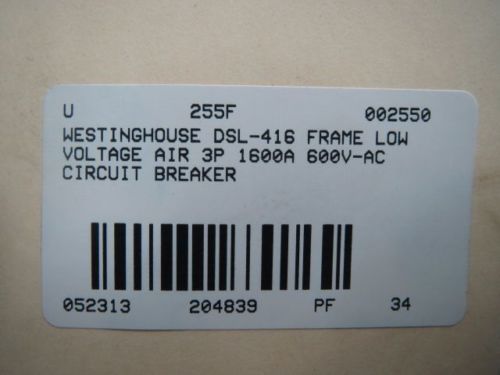 U 255F 002550
WESTINGHOUSE DSL-416 FRAME LOW
VOLTAGE AIR 3P 1600A 600V-AC
CIRCUIT BREAKER
052313 204839 PF 34